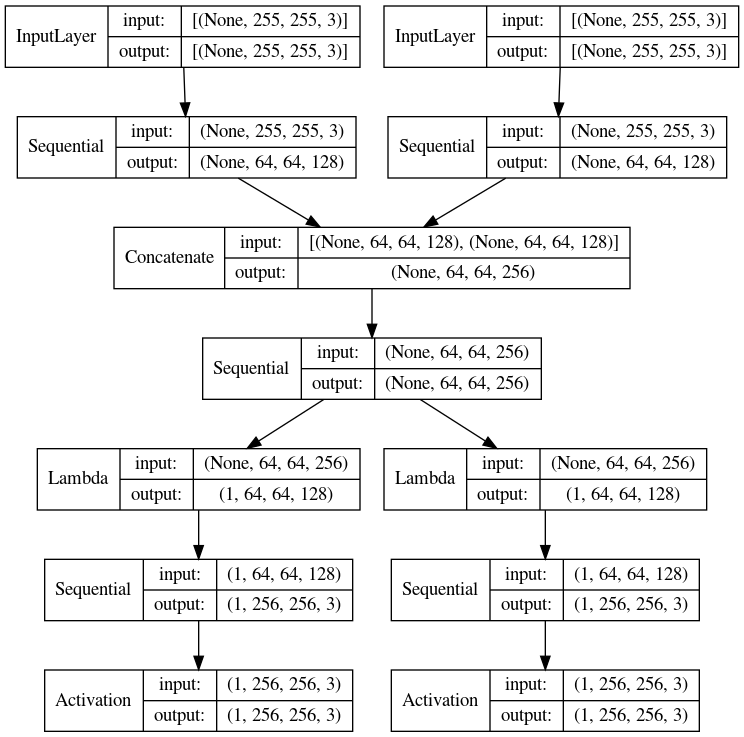 InputLayer input: [(None, 255, 255, 3)]
output: [(None, 255, 255, 3)]
InputLayer input: [(None, 255, 255, 3)]
output: [(None, 255, 255, 3)]
Sequential input: (None, 255, 255, 3)
output: (None, 64, 64, 128)
Sequential input: (None, 255, 255, 3)
output: (None, 64, 64, 128)
Concatenate input: [(None, 64, 64, 128), (None, 64, 64, 128)]
output: (None, 64, 64, 256)
Sequential input: (None, 64, 64, 256)
output: (None, 64, 64, 256)
Lambda input: (None, 64, 64, 256)
output: (1, 64, 64, 128)
Lambda input: (None, 64, 64, 256)
output: (1, 64, 64, 128)
Sequential input: (1, 64, 64, 128)
output: (1, 256, 256, 3)
Sequential input: (1, 64, 64, 128)
output: (1, 256, 256, 3)
Activation input: (1, 256, 256, 3)
output: (1, 256, 256, 3)
Activation input: (1, 256, 256, 3)
output: (1, 256, 256, 3)